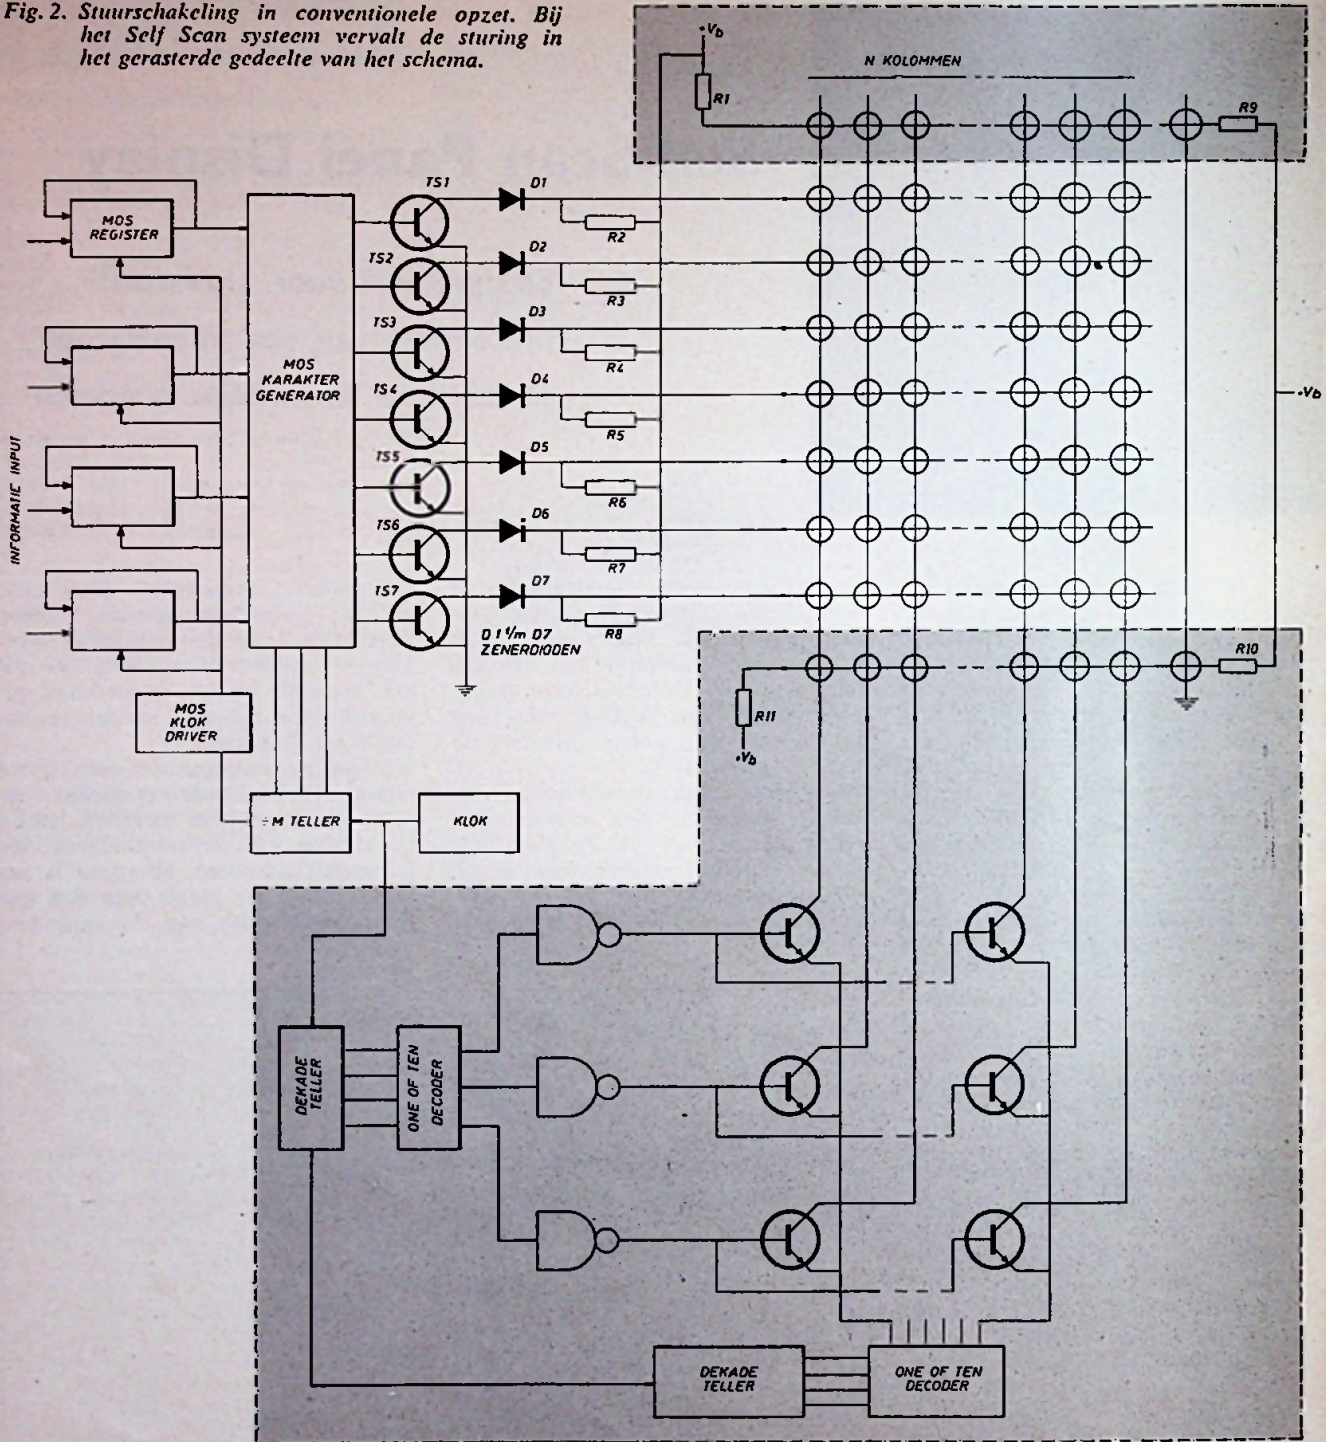 Fig. 2. Stuurschakeling in conventionele opzet. Bij
het Self Scan systeem vervalt de sturing in
het gerasterde gedeelte van het schema.
+Vb
R1
N KOLOMMEN
R9
TS1
D1
R2
MOS
REGISTER
TS2
D2
R3
TS3
D3
R4
MOS
KARAKTER
GENERATOR
TS4
D4
R5
+Vb
INFORMATIE INPUT
TS5
D5
R6
TS6
D6
R7
TS7
D7
R8
D1 t/m D7
ZENERDIODEN
R10
R11
+Vb
MOS
KLOK
DRIVER
÷M TELLER
KLOK
DEKADE
TELLER
ONE OF TEN
DECODER
DEKADE
TELLER
ONE OF TEN
DECODER